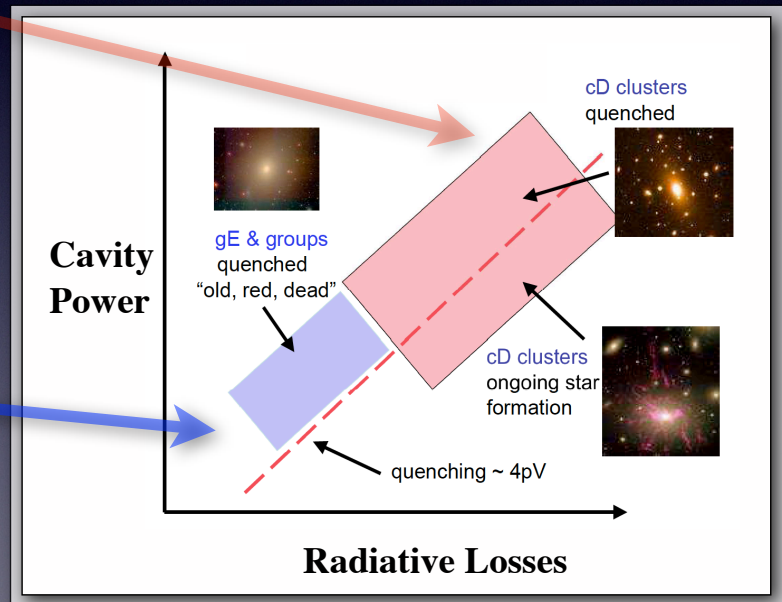 cD clusters
quenched
gE & groups
quenched
“old, red, dead”
Cavity
Power
cD clusters
ongoing star
formation
quenching ~ 4pV
Radiative Losses